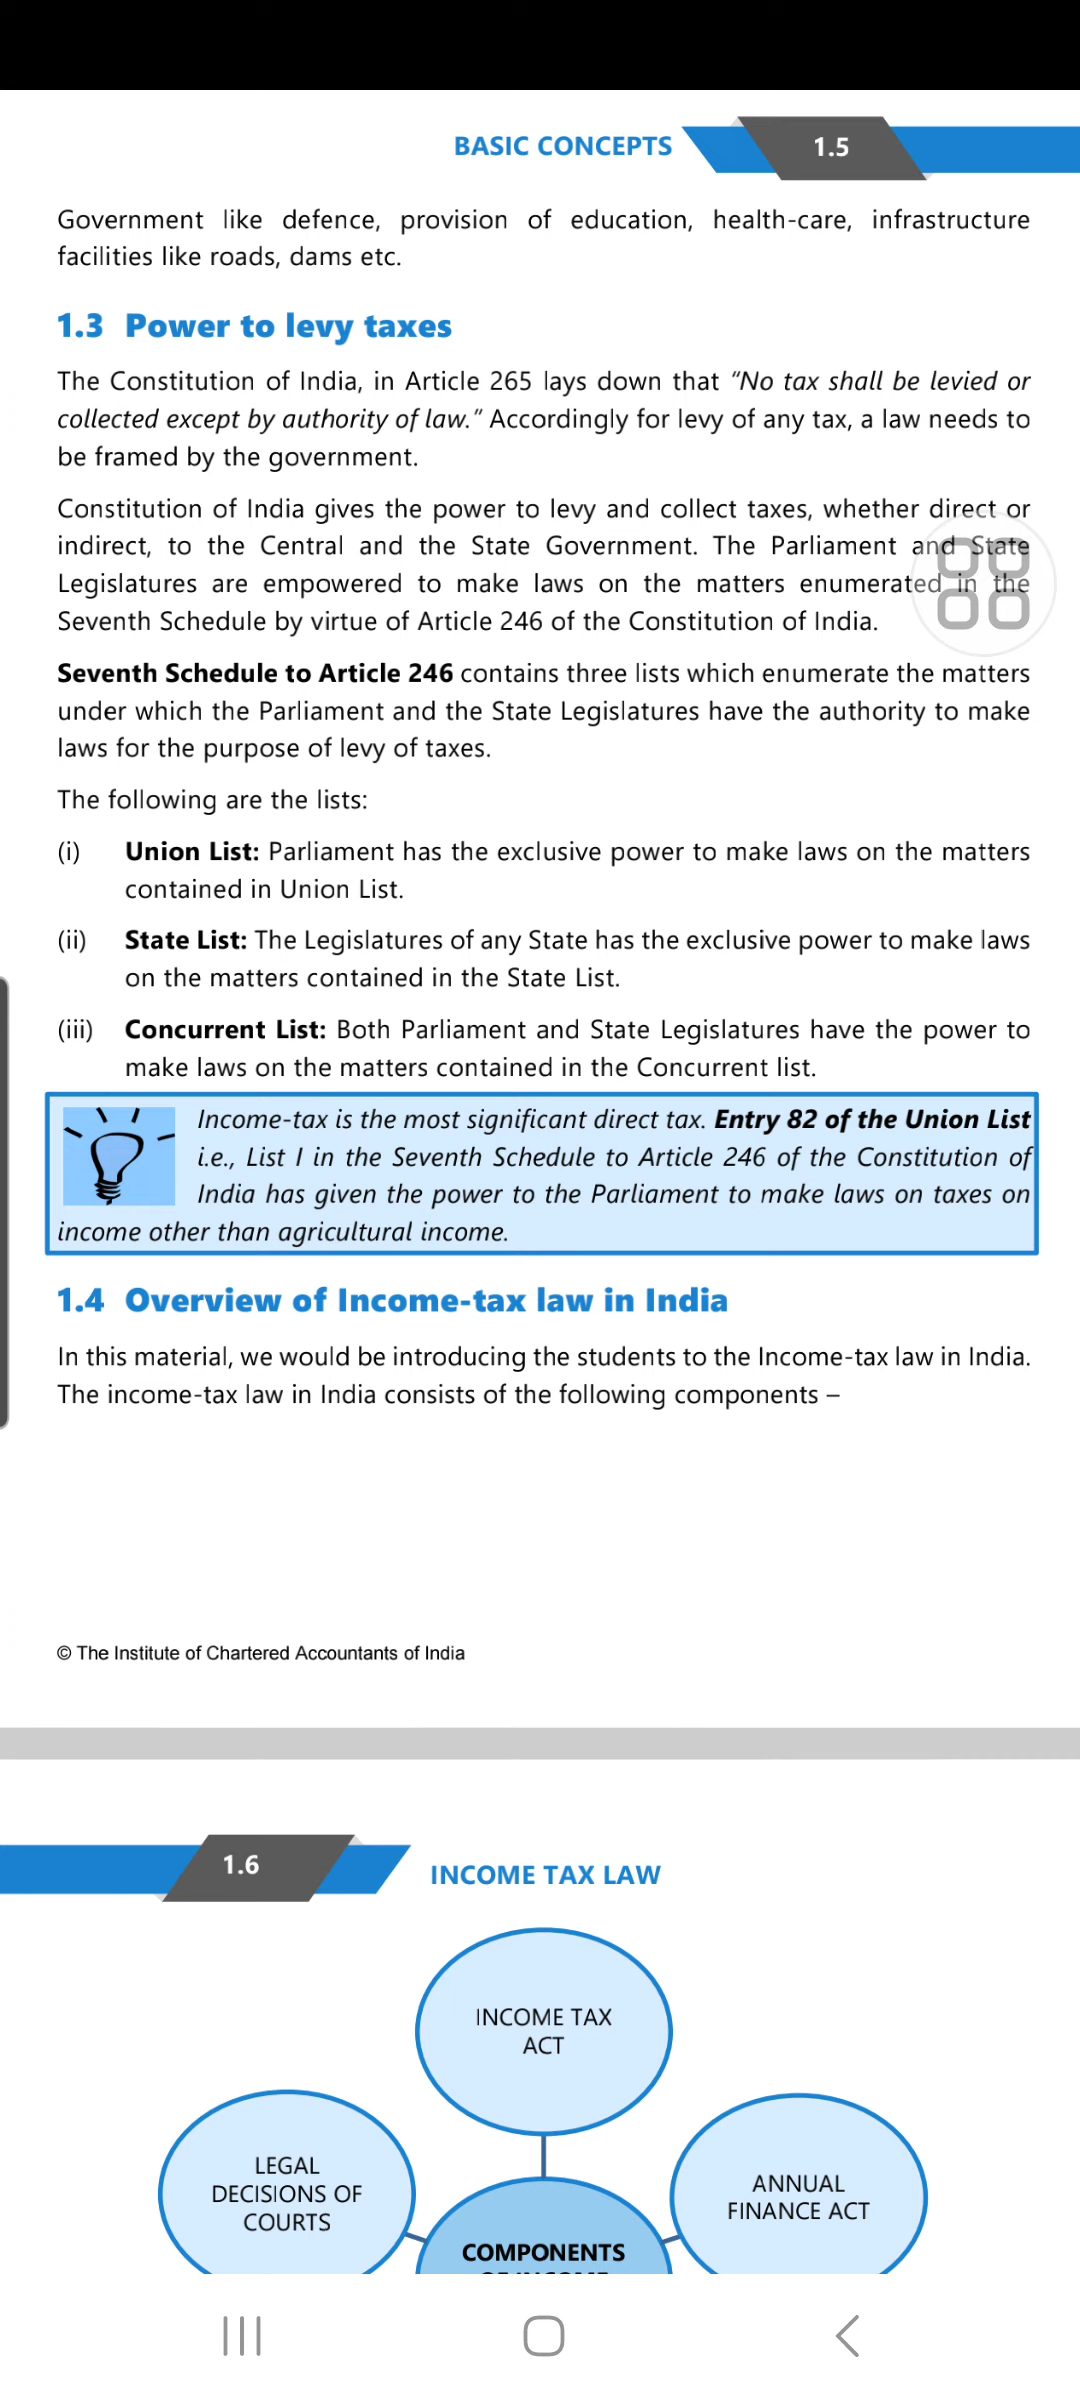 BASIC CONCEPTS
1.5
Government like defence, provision of education, health-care, infrastructure
facilities like roads, dams etc.
1.3 Power to levy taxes
The Constitution of India, in Article 265 lays down that “No tax shall be levied or
collected except by authority of law.” Accordingly for levy of any tax, a law needs to
be framed by the government.
Constitution of India gives the power to levy and collect taxes, whether direct or
indirect, to the Central and the State Government. The Parliament and State
Legislatures are empowered to make laws on the matters enumerated in the
Seventh Schedule by virtue of Article 246 of the Constitution of India.
Seventh Schedule to Article 246 contains three lists which enumerate the matters
under which the Parliament and the State Legislatures have the authority to make
laws for the purpose of levy of taxes.
The following are the lists:
(i) Union List: Parliament has the exclusive power to make laws on the matters
contained in Union List.
(ii) State List: The Legislatures of any State has the exclusive power to make laws
on the matters contained in the State List.
(iii) Concurrent List: Both Parliament and State Legislatures have the power to
make laws on the matters contained in the Concurrent list.
Income-tax is the most significant direct tax. Entry 82 of the Union List
i.e., List I in the Seventh Schedule to Article 246 of the Constitution of
India has given the power to the Parliament to make laws on taxes on
income other than agricultural income.
1.4 Overview of Income-tax law in India
In this material, we would be introducing the students to the Income-tax law in India.
The income-tax law in India consists of the following components –
© The Institute of Chartered Accountants of India
1.6
INCOME TAX LAW
INCOME TAX
ACT
LEGAL
DECISIONS OF
COURTS
ANNUAL
FINANCE ACT
COMPONENTS